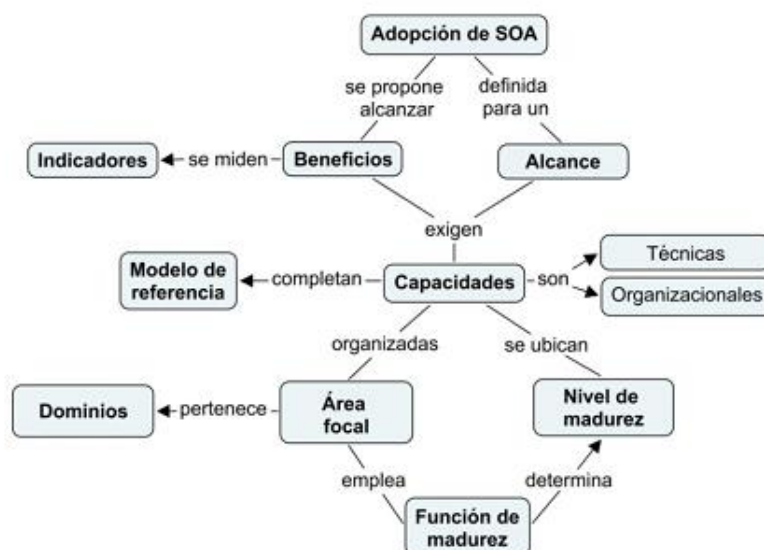 Adopción de SOA
se propone
alcanzar
definida
para un
Indicadores
se miden
Beneficios
Alcance
exigen
Modelo de
referencia
completan
Capacidades
son
Técnicas
Organizacionales
organizadas
se ubican
Dominios
pertenece
Área
focal
Nivel de
madurez
emplea
determina
Función de
madurez